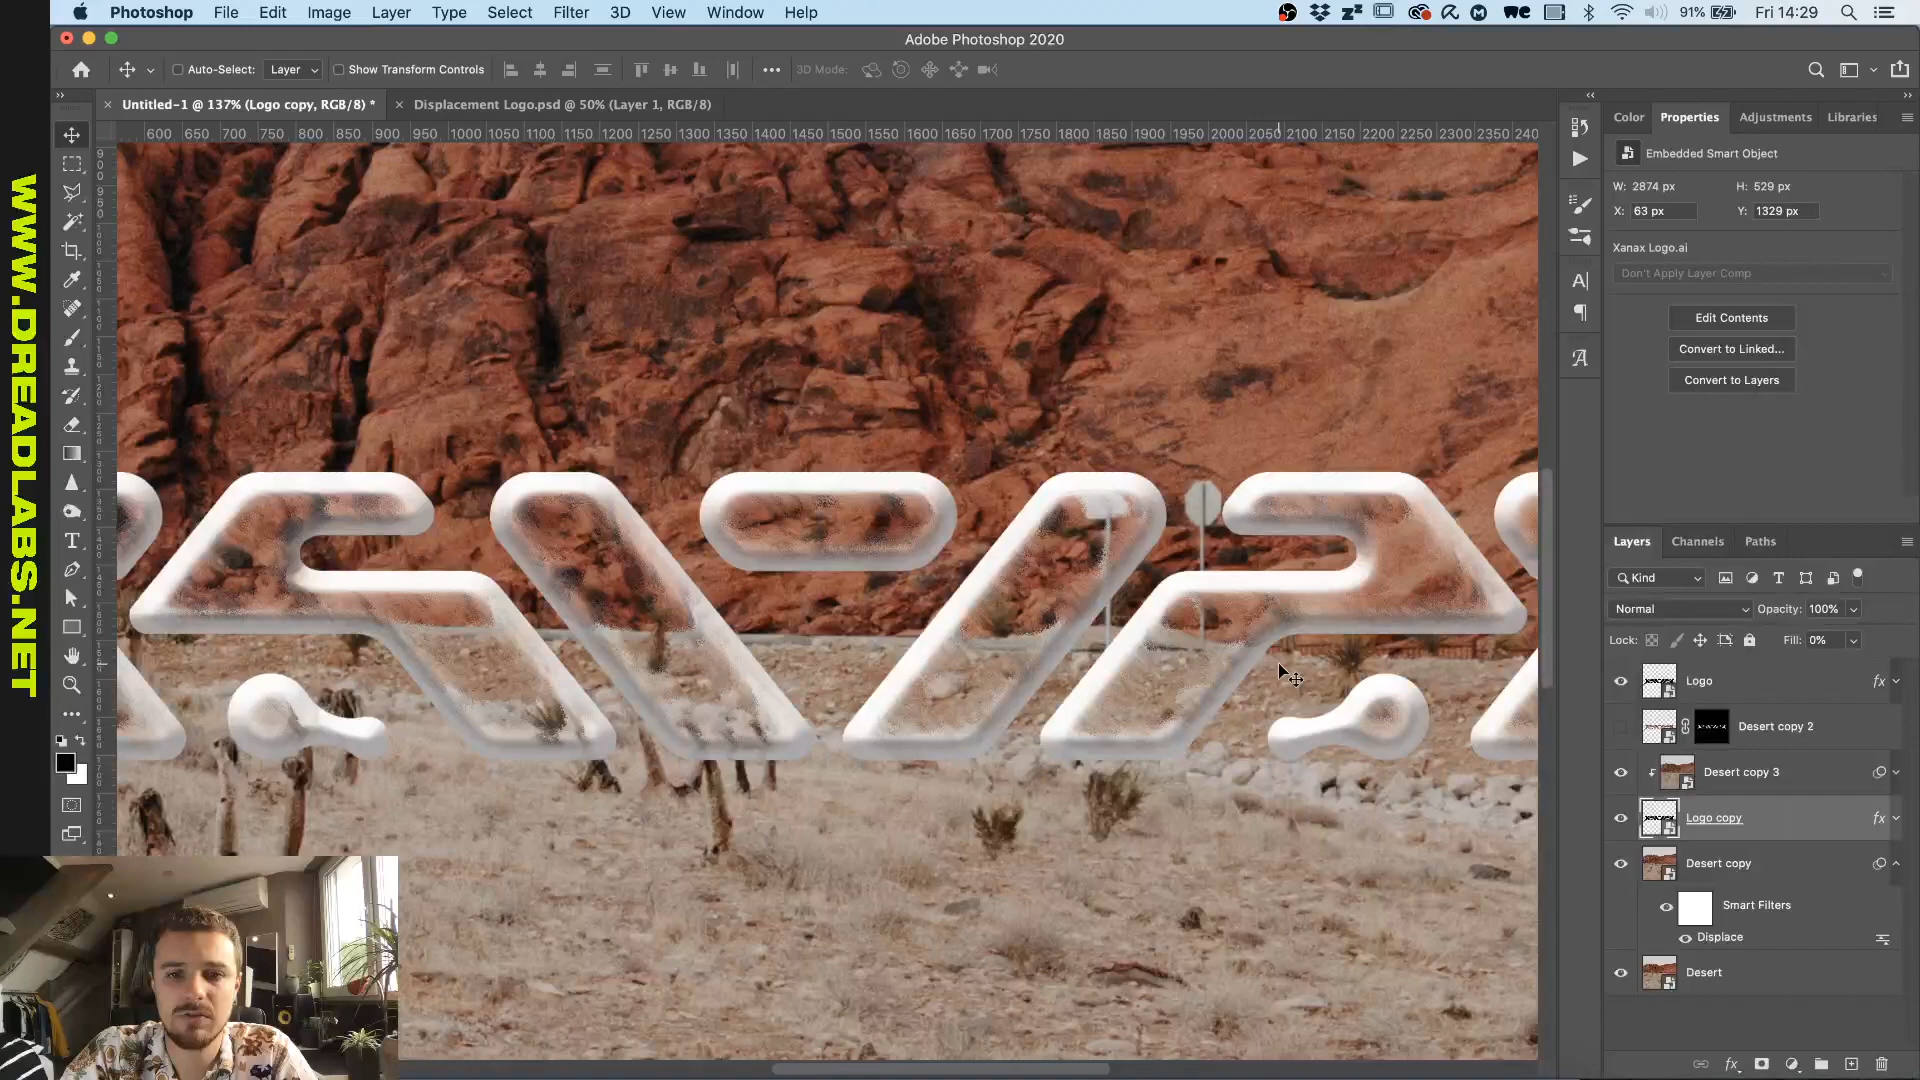 Photoshop File Edit Image Layer Type Select Filter 3D View Window Help 91% Fri 14:29
Adobe Photoshop 2020
Auto-Select: Layer Show Transform Controls 3D Mode:
Untitled-1 @ 137% (Logo copy, RGB/8) * Displacement Logo.psd @ 50% (Layer 1, RGB/8)
600 650 700 750 800 850 900 950 1000 1050 1100 1150 1200 1250 1300 1350 1400 1450 1500 1550 1600 1650 1700 1750 1800 1850 1900 1950 2000 2050 2100 2150 2200 2250 2300 2350 240
WWW.DREADLABS.NET
Color Properties Adjustments Libraries
Embedded Smart Object
W: 2874 px H: 529 px
X: 63 px Y: 1329 px
Xanax Logo.ai
Don't Apply Layer Comp
Edit Contents
Convert to Linked...
Convert to Layers
Layers Channels Paths
Kind
Normal Opacity: 100%
Lock: Fill: 0%
Logo fx
Desert copy 2
Desert copy 3
Logo copy fx
Desert copy
Smart Filters
Displace
Desert
fx